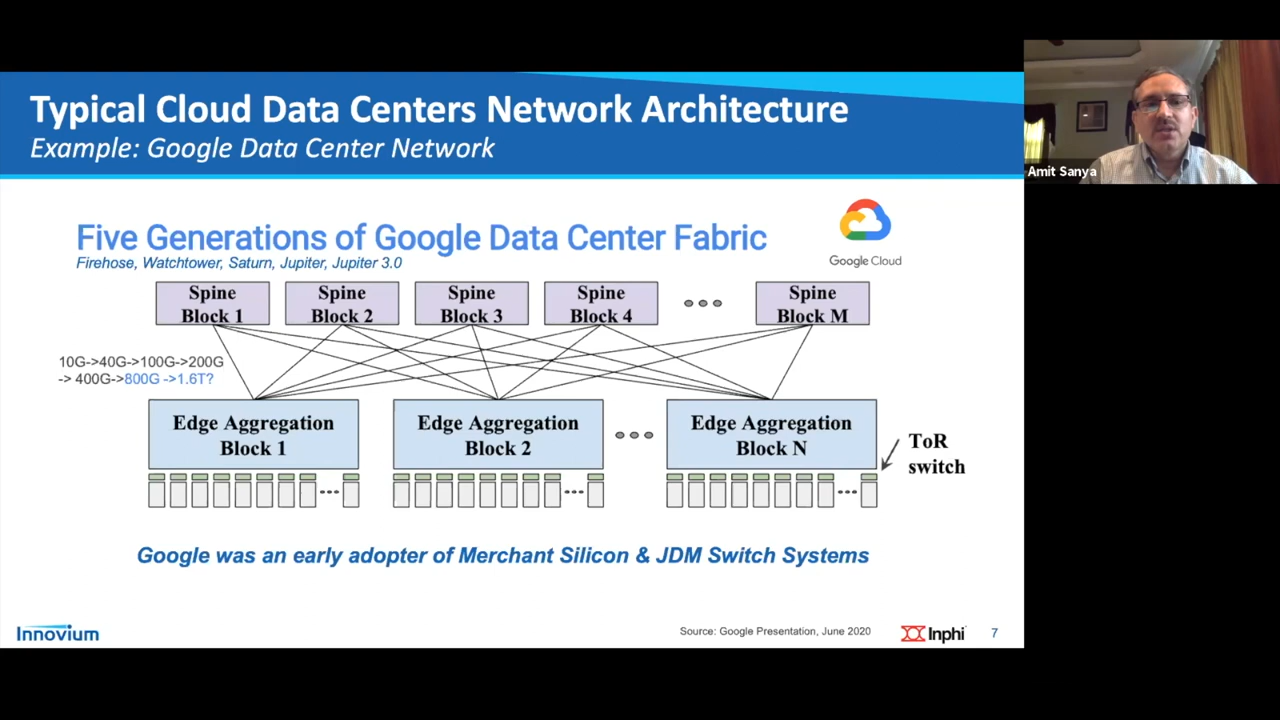 Typical Cloud Data Centers Network Architecture
Example: Google Data Center Network
Amit Sanya
Five Generations of Google Data Center Fabric
Firehose, Watchtower, Saturn, Jupiter, Jupiter 3.0
Google Cloud
Spine
Block 1
Spine
Block 2
Spine
Block 3
Spine
Block 4
Spine
Block M
10G->40G->100G->200G
-> 400G->800G ->1.6T?
Edge Aggregation
Block 1
Edge Aggregation
Block 2
Edge Aggregation
Block N
ToR
switch
Google was an early adopter of Merchant Silicon & JDM Switch Systems
Innovium
Source: Google Presentation, June 2020
Inphi
7